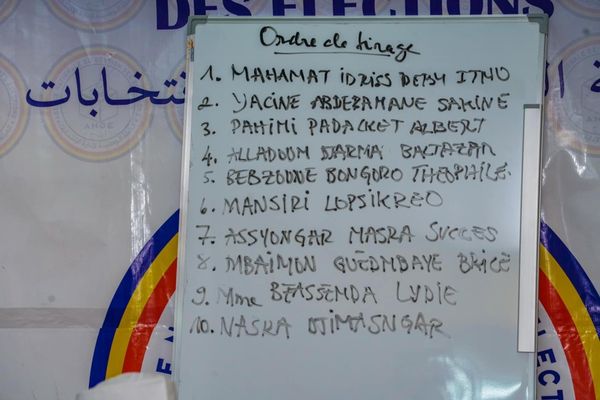 DES ELECTIONS
Ordre de tirage
1. MAHAMAT IDRISS DEBY ITNO
2. YACINE ABDERAMANE SAKINE
3. PAHIMI PADACKET ALBERT
4. ALLADOUM DJARMA BALTAZAR
5. BEBZOUNE BONGORO THEOPHILE
6. MANSIRI LOPSIKREO
7. ASSYONGAR MASRA SUCCES
8. MBAIMON GUEDMBAYE BRICE
9. Mme BEASSEMDA LYDIE
10. NASRA DJIMASNGAR